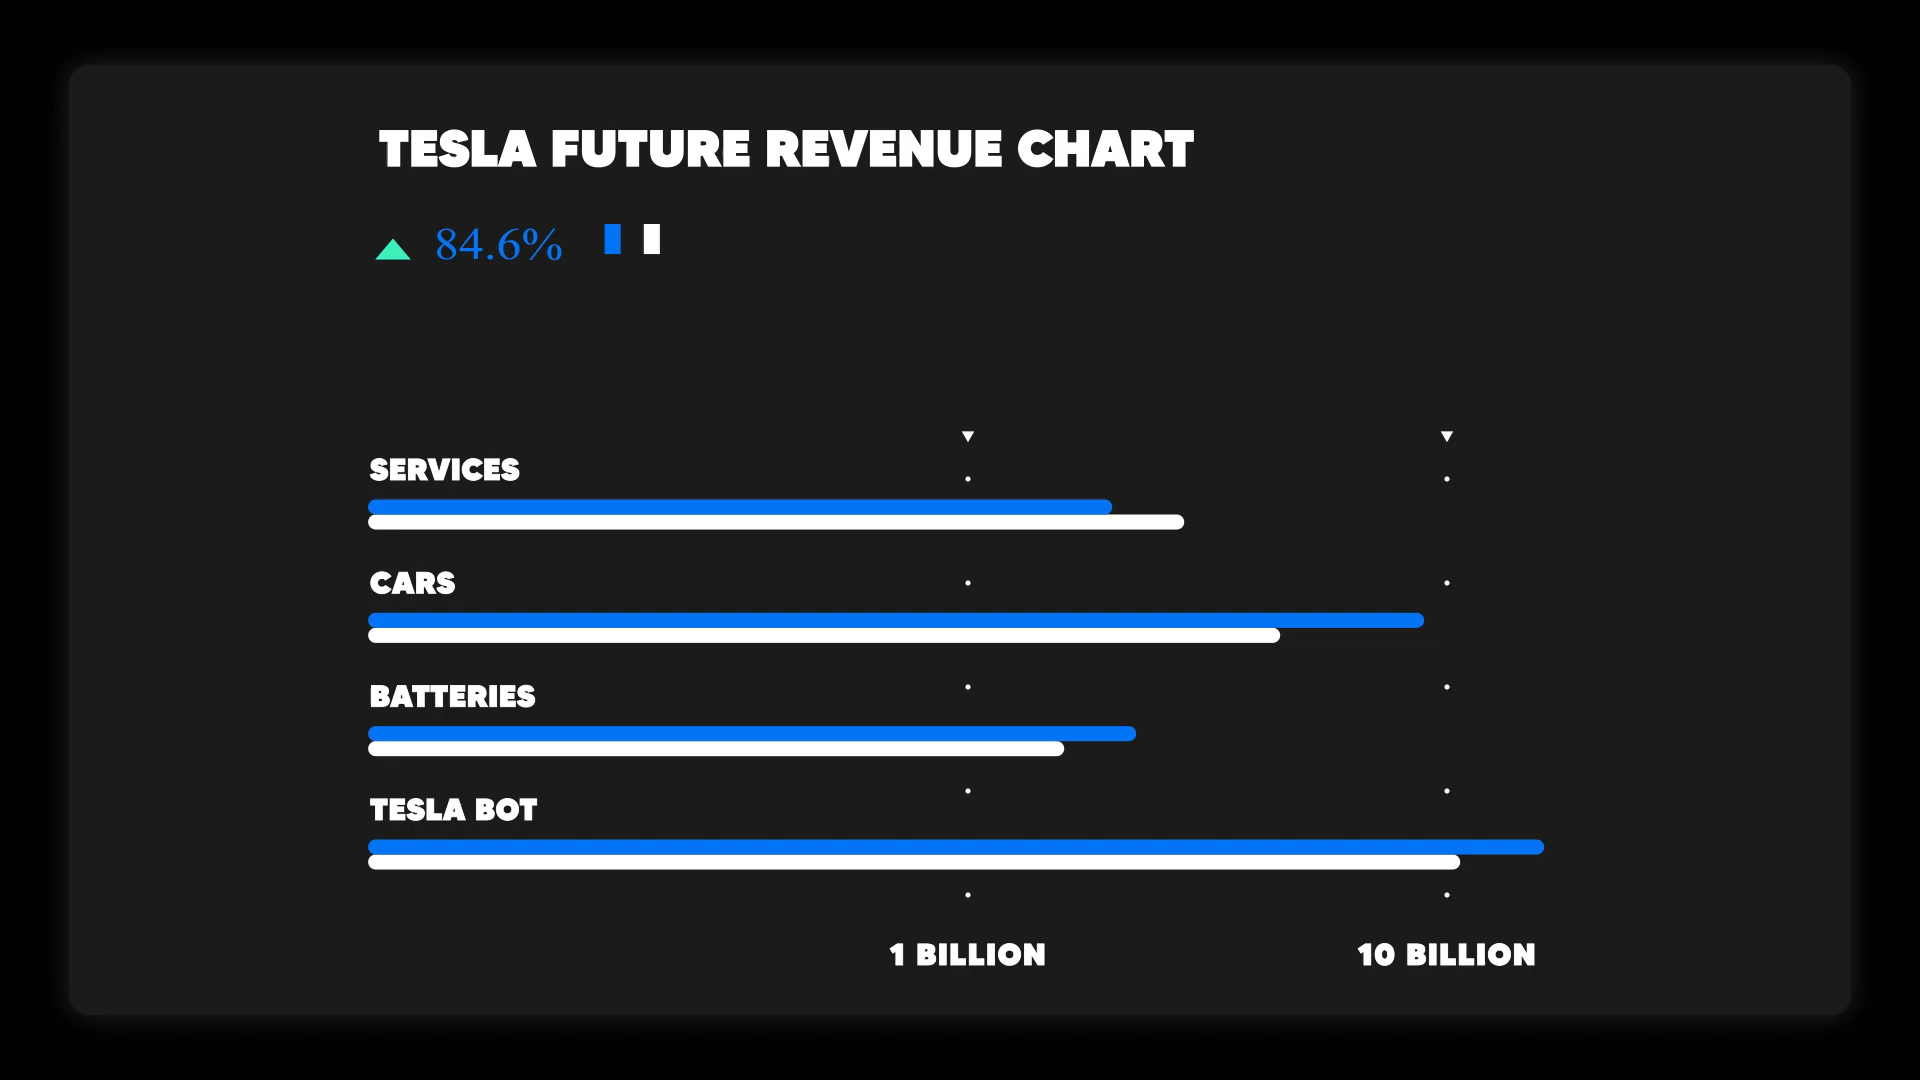 TESLA FUTURE REVENUE CHART
84.6%
SERVICES
CARS
BATTERIES
TESLA BOT
1 BILLION
10 BILLION